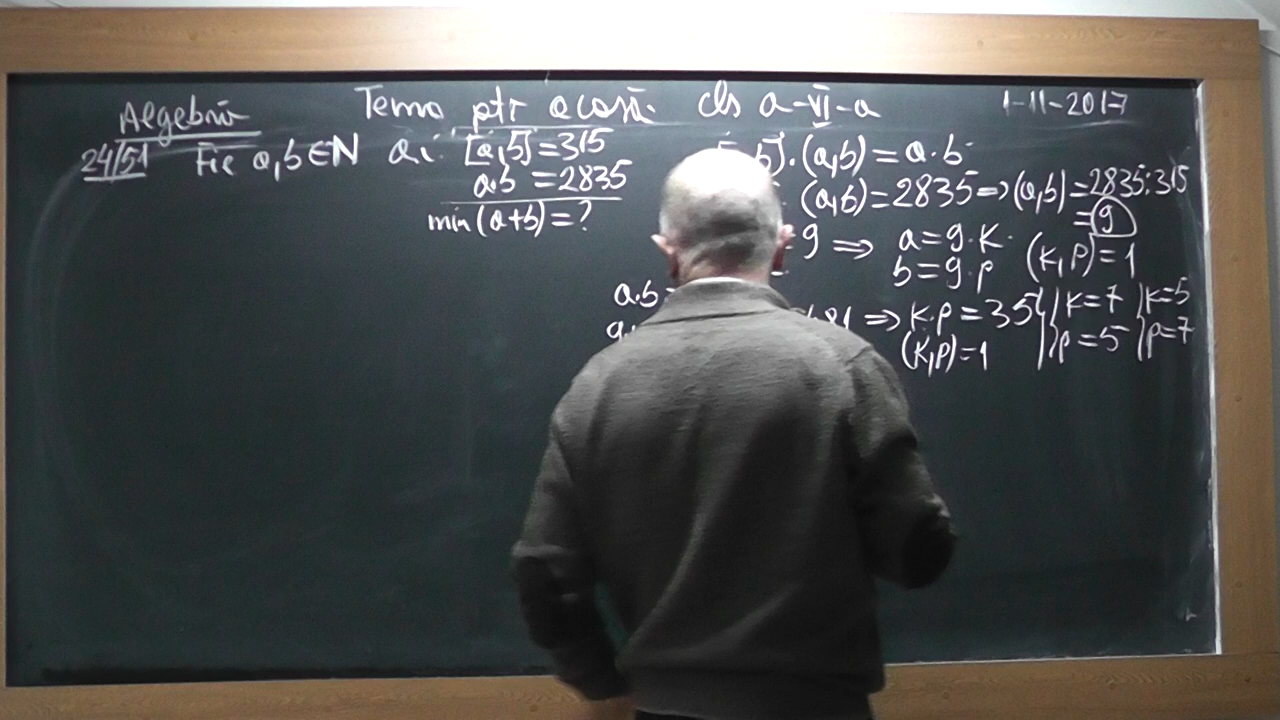 Algebră Temă ptr acasă cls a-VI-a 1-11-2017
24/51 Fie a,b∈N a.î. [a,b]=315
a.b =2835
min(a+b)=?
b].(a,b)=a.b
(a,b)=2835⇒(a,b)=2835:315
=9
=9 ⇒ a=9.K
b=9.p (K,p)=1
a.b=
81 ⇒ K.p=35 K=7 K=5
(K,p)=1 p=5 p=7